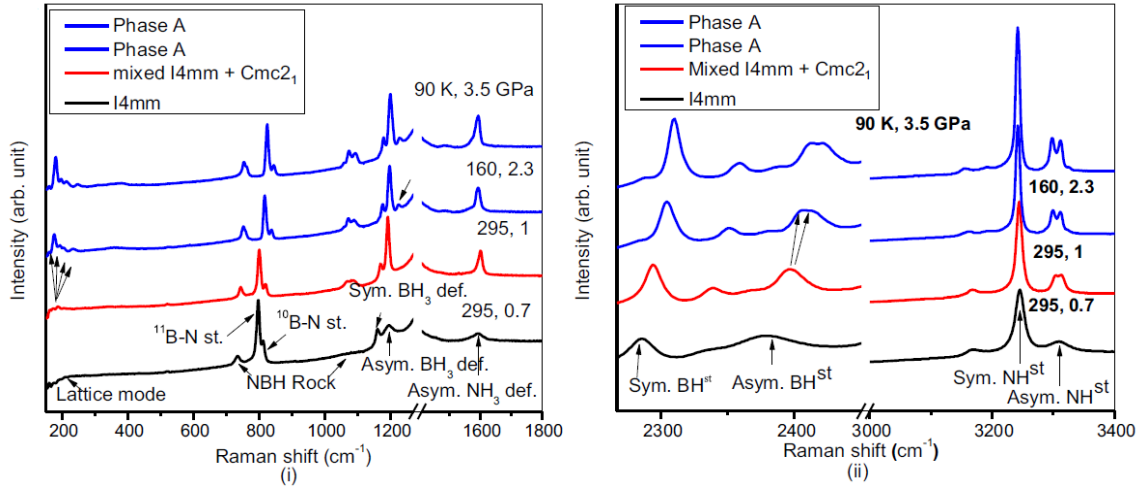 Phase A
Phase A
mixed I4mm + Cmc2₁
I4mm
90 K, 3.5 GPa
160, 2.3
295, 1
295, 0.7
Sym. BH₃ def.
¹¹B-N st.
¹⁰B-N st.
NBH Rock
Asym. BH₃ def.
Lattice mode
Asym. NH₃ def.
Intensity (arb. unit)
200 400 600 800 1000 1200 1600 1800
Raman shift (cm⁻¹)
(i)
Phase A
Phase A
Mixed I4mm + Cmc2₁
I4mm
90 K, 3.5 GPa
160, 2.3
295, 1
295, 0.7
Sym. BHˢᵗ
Asym. BHˢᵗ
Sym. NHˢᵗ
Asym. NHˢᵗ
Intensity (arb. unit)
2300 2400 3000 3200 3400
Raman shift (cm⁻¹)
(ii)